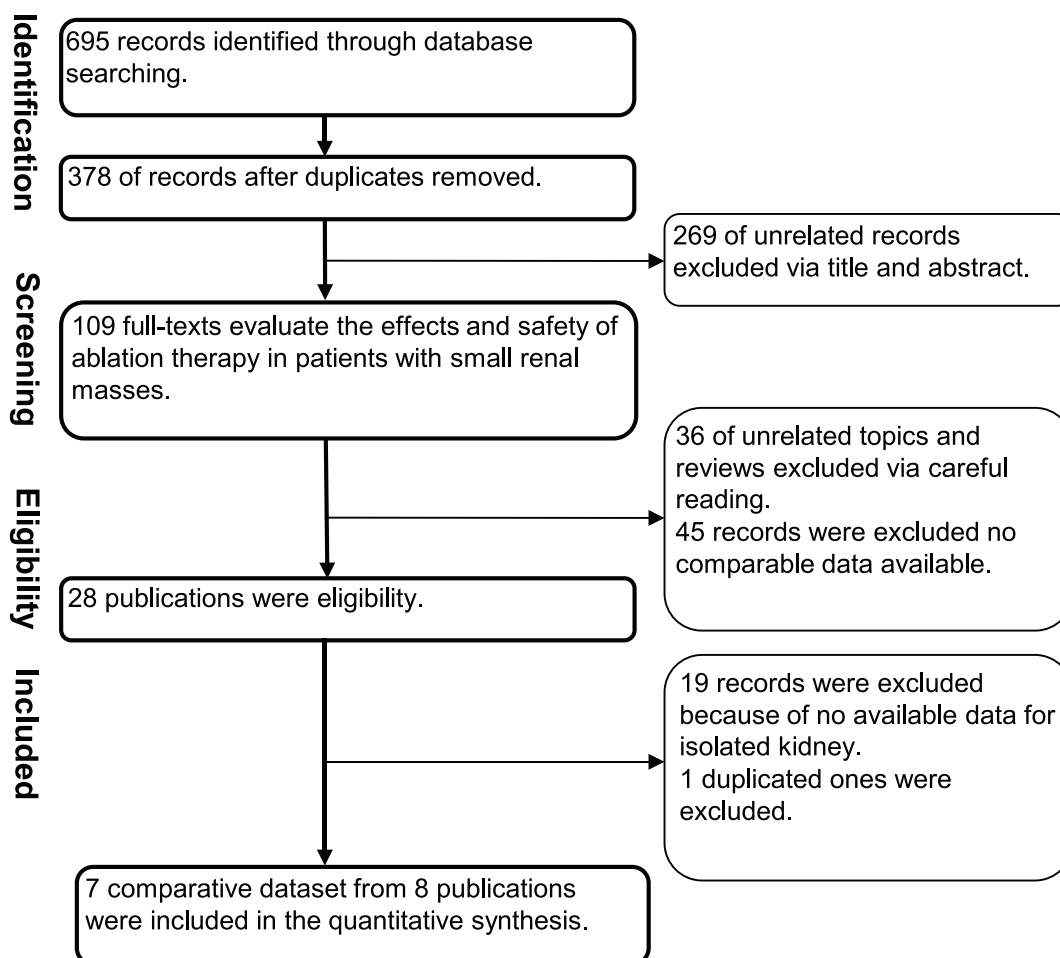 Identification
695 records identified through database
searching.
378 of records after duplicates removed.
269 of unrelated records
excluded via title and abstract.
Screening
109 full-texts evaluate the effects and safety of
ablation therapy in patients with small renal
masses.
36 of unrelated topics and
reviews excluded via careful
reading.
45 records were excluded no
comparable data available.
Eligibility
28 publications were eligibility.
Included
19 records were excluded
because of no available data for
isolated kidney.
1 duplicated ones were
excluded.
7 comparative dataset from 8 publications
were included in the quantitative synthesis.